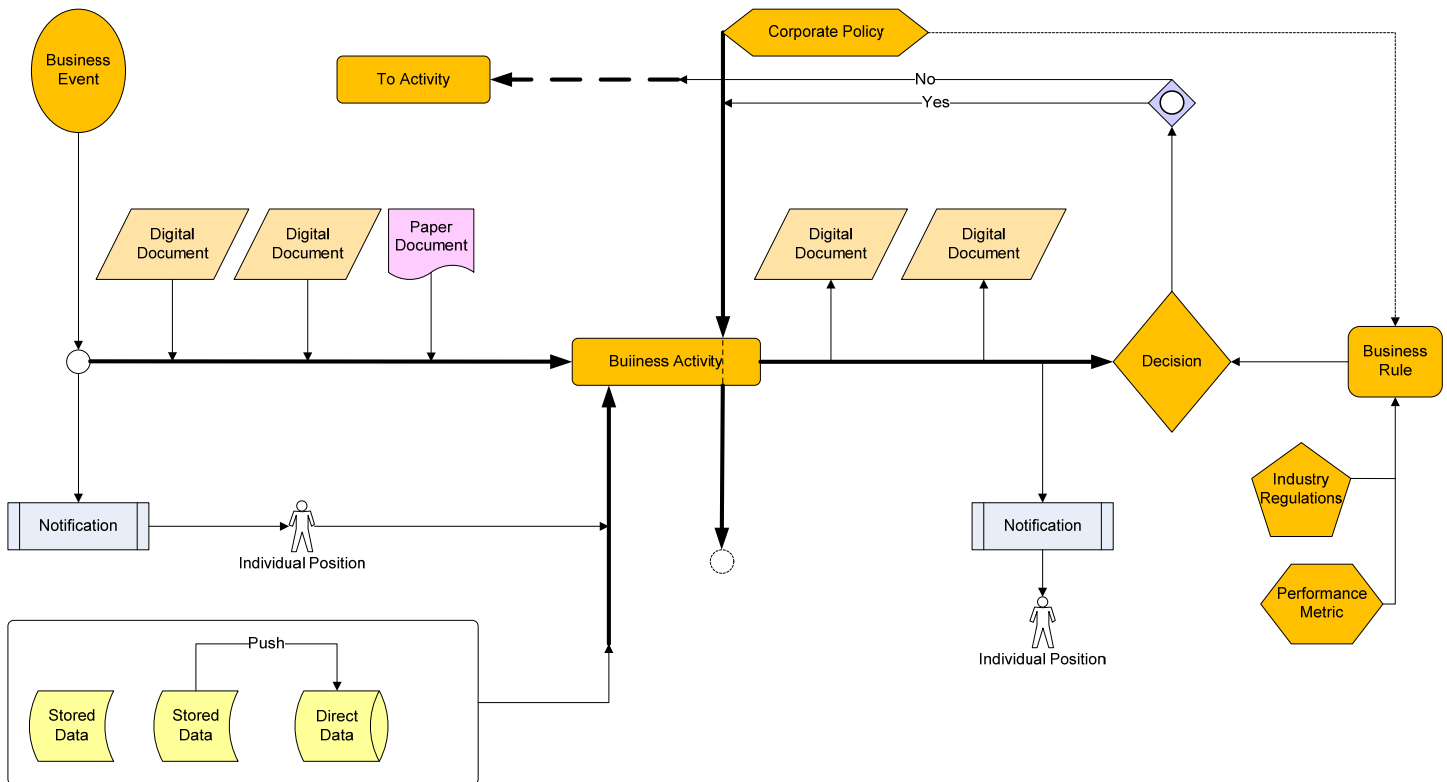 Corporate Policy
Business
Event
To Activity
No
Yes
Digital
Document
Digital
Document
Paper
Document
Digital
Document
Digital
Document
Buiiness Activity
Decision
Business
Rule
Industry
Regulations
Notification
Individual Position
Notification
Performance
Metric
Individual Position
Push
Stored
Data
Stored
Data
Direct
Data